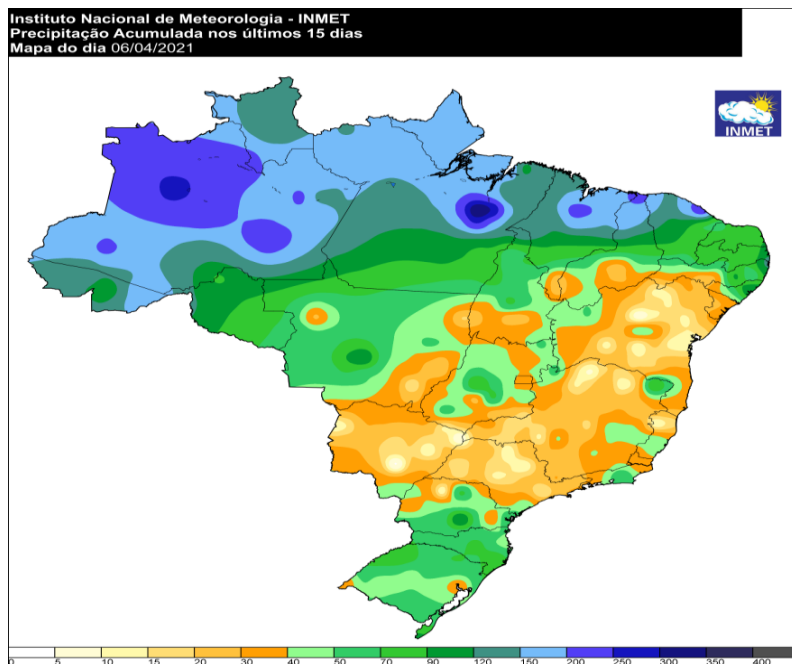 Instituto Nacional de Meteorologia - INMET
Precipitação Acumulada nos últimos 15 dias
Mapa do dia 06/04/2021
INMET
0 5 10 15 20 30 40 50 70 90 120 150 200 250 300 350 400